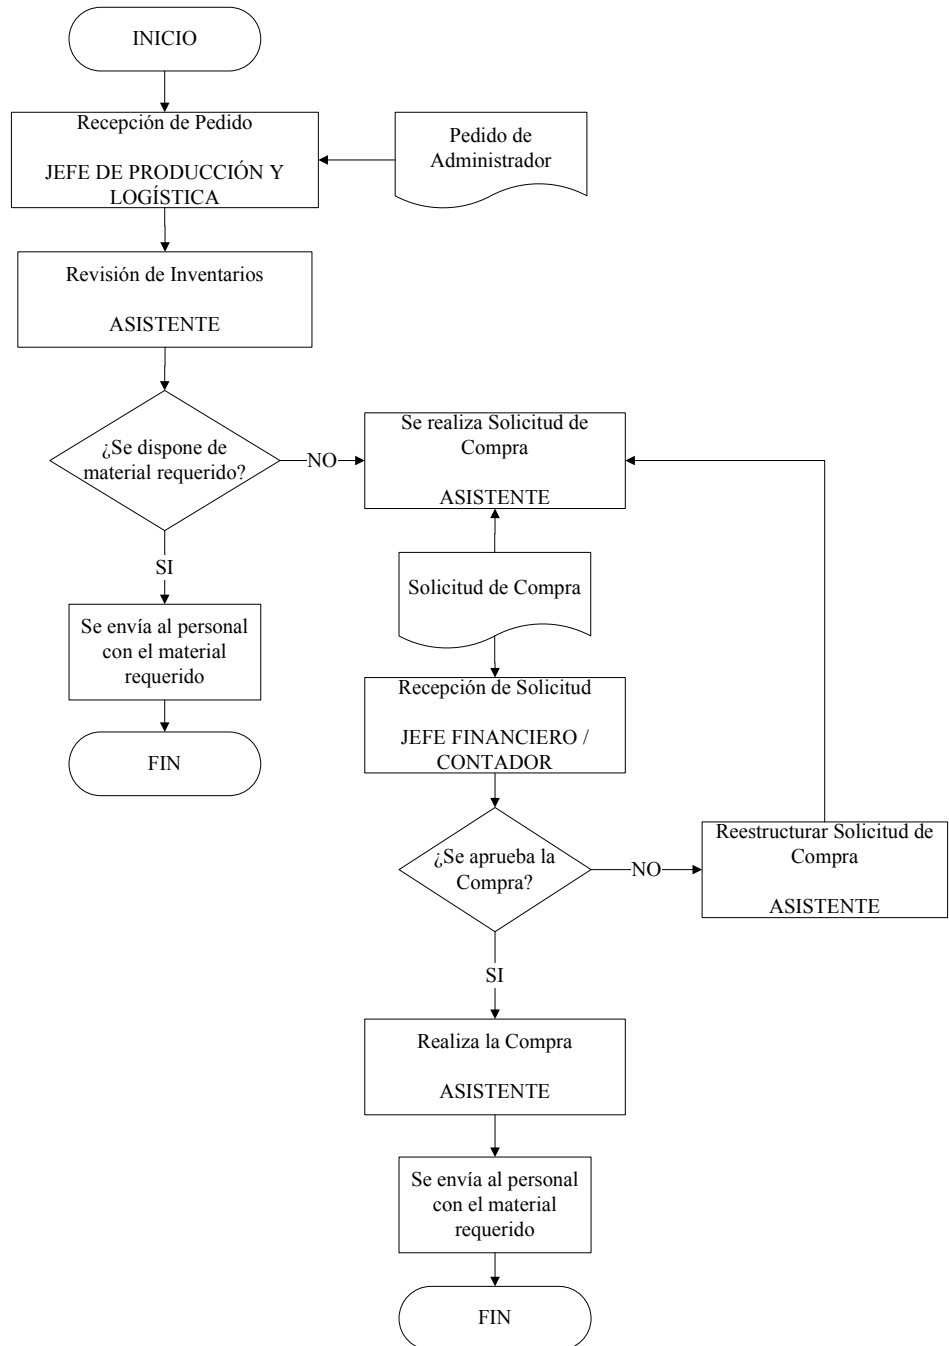 INICIO
Recepción de Pedido
JEFE DE PRODUCCIÓN Y
LOGÍSTICA
Pedido de
Administrador
Revisión de Inventarios
ASISTENTE
¿Se dispone de
material requerido?
NO
Se realiza Solicitud de
Compra
ASISTENTE
SI
Solicitud de Compra
Se envía al personal
con el material
requerido
Recepción de Solicitud
JEFE FINANCIERO /
CONTADOR
FIN
¿Se aprueba la
Compra?
NO
Reestructurar Solicitud de
Compra
ASISTENTE
SI
Realiza la Compra
ASISTENTE
Se envía al personal
con el material
requerido
FIN